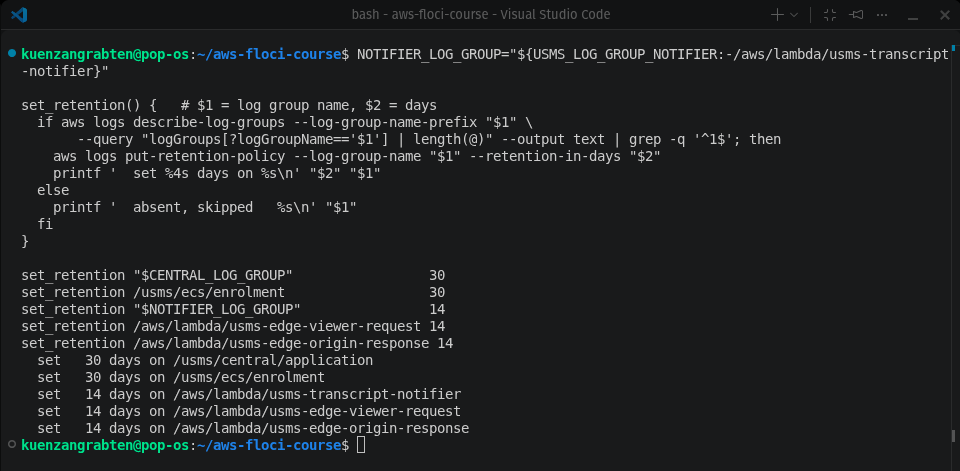 bash - aws-floci-course - Visual Studio Code
kuenzangrabten@pop-os:~/aws-floci-course$ NOTIFIER_LOG_GROUP="${USMS_LOG_GROUP_NOTIFIER:-/aws/lambda/usms-transcript
-notifier}"
set_retention() {   # $1 = log group name, $2 = days
  if aws logs describe-log-groups --log-group-name-prefix "$1" \
       --query "logGroups[?logGroupName=='$1'] | length(@)" --output text | grep -q '^1$'; then
    aws logs put-retention-policy --log-group-name "$1" --retention-in-days "$2"
    printf '  set %4s days on %s\n' "$2" "$1"
  else
    printf '  absent, skipped   %s\n' "$1"
  fi
}
set_retention "$CENTRAL_LOG_GROUP"                 30
set_retention /usms/ecs/enrolment                  30
set_retention "$NOTIFIER_LOG_GROUP"                14
set_retention /aws/lambda/usms-edge-viewer-request 14
set_retention /aws/lambda/usms-edge-origin-response 14
  set   30 days on /usms/central/application
  set   30 days on /usms/ecs/enrolment
  set   14 days on /aws/lambda/usms-transcript-notifier
  set   14 days on /aws/lambda/usms-edge-viewer-request
  set   14 days on /aws/lambda/usms-edge-origin-response
kuenzangrabten@pop-os:~/aws-floci-course$